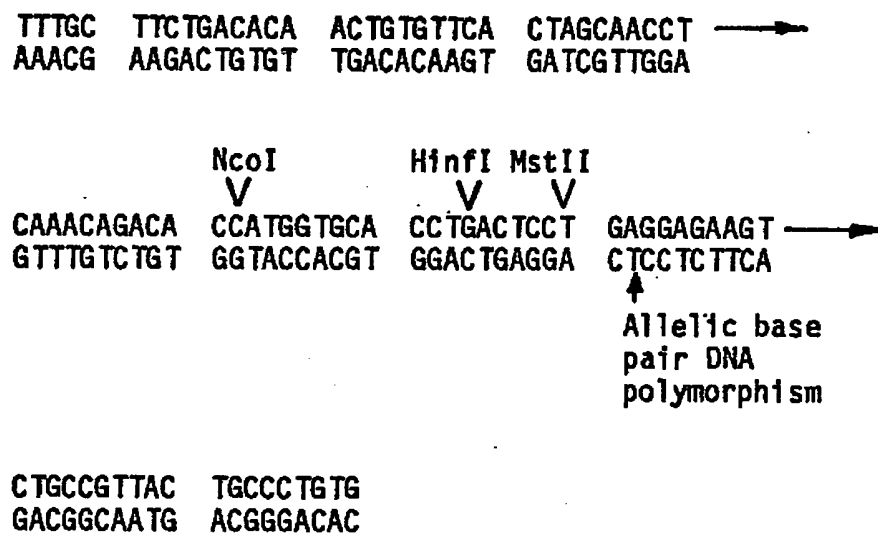 TTTGC TTCTGACACA ACTGTGTTCA CTAGCAACCT
AAACG AAGACTGTGT TGACACAAGT GATCGTTGGA
NcoI HinfI MstII
CAAACAGACA CCATGGTGCA CCTGACTCCT GAGGAGAAGT
GTTTGTCTGT GGTACCACGT GGACTGAGGA CTCCTCTTCA
Allelic base
pair DNA
polymorphism
CTGCCGTTAC TGCCCTGTG
GACGGCAATG ACGGGACAC